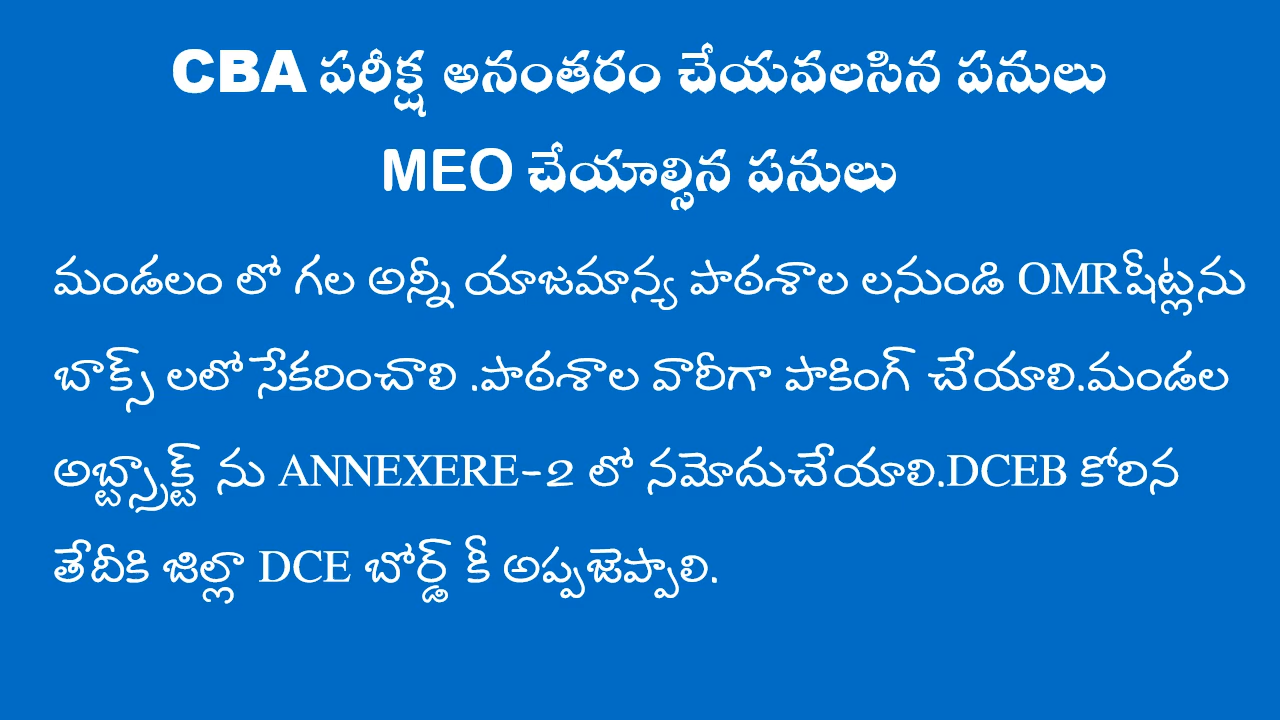 CBA పరీక్ష అనంతరం చేయవలసిన పనులు
MEO చేయాల్సిన పనులు
మండలం లో గల అన్నీ యాజమాన్య పాఠశాల లనుండి OMRషీట్లను
బాక్స్ లలో సేకరించాలి .పాఠశాల వారీగా పాకింగ్ చేయాలి.మండల
అబ్ట్స్రాక్ట్ ను ANNEXERE-2 లో నమోదుచేయాలి.DCEB కోరిన
తేదీకి జిల్లా DCE బోర్డ్ కీ అప్పజెప్పాలి.